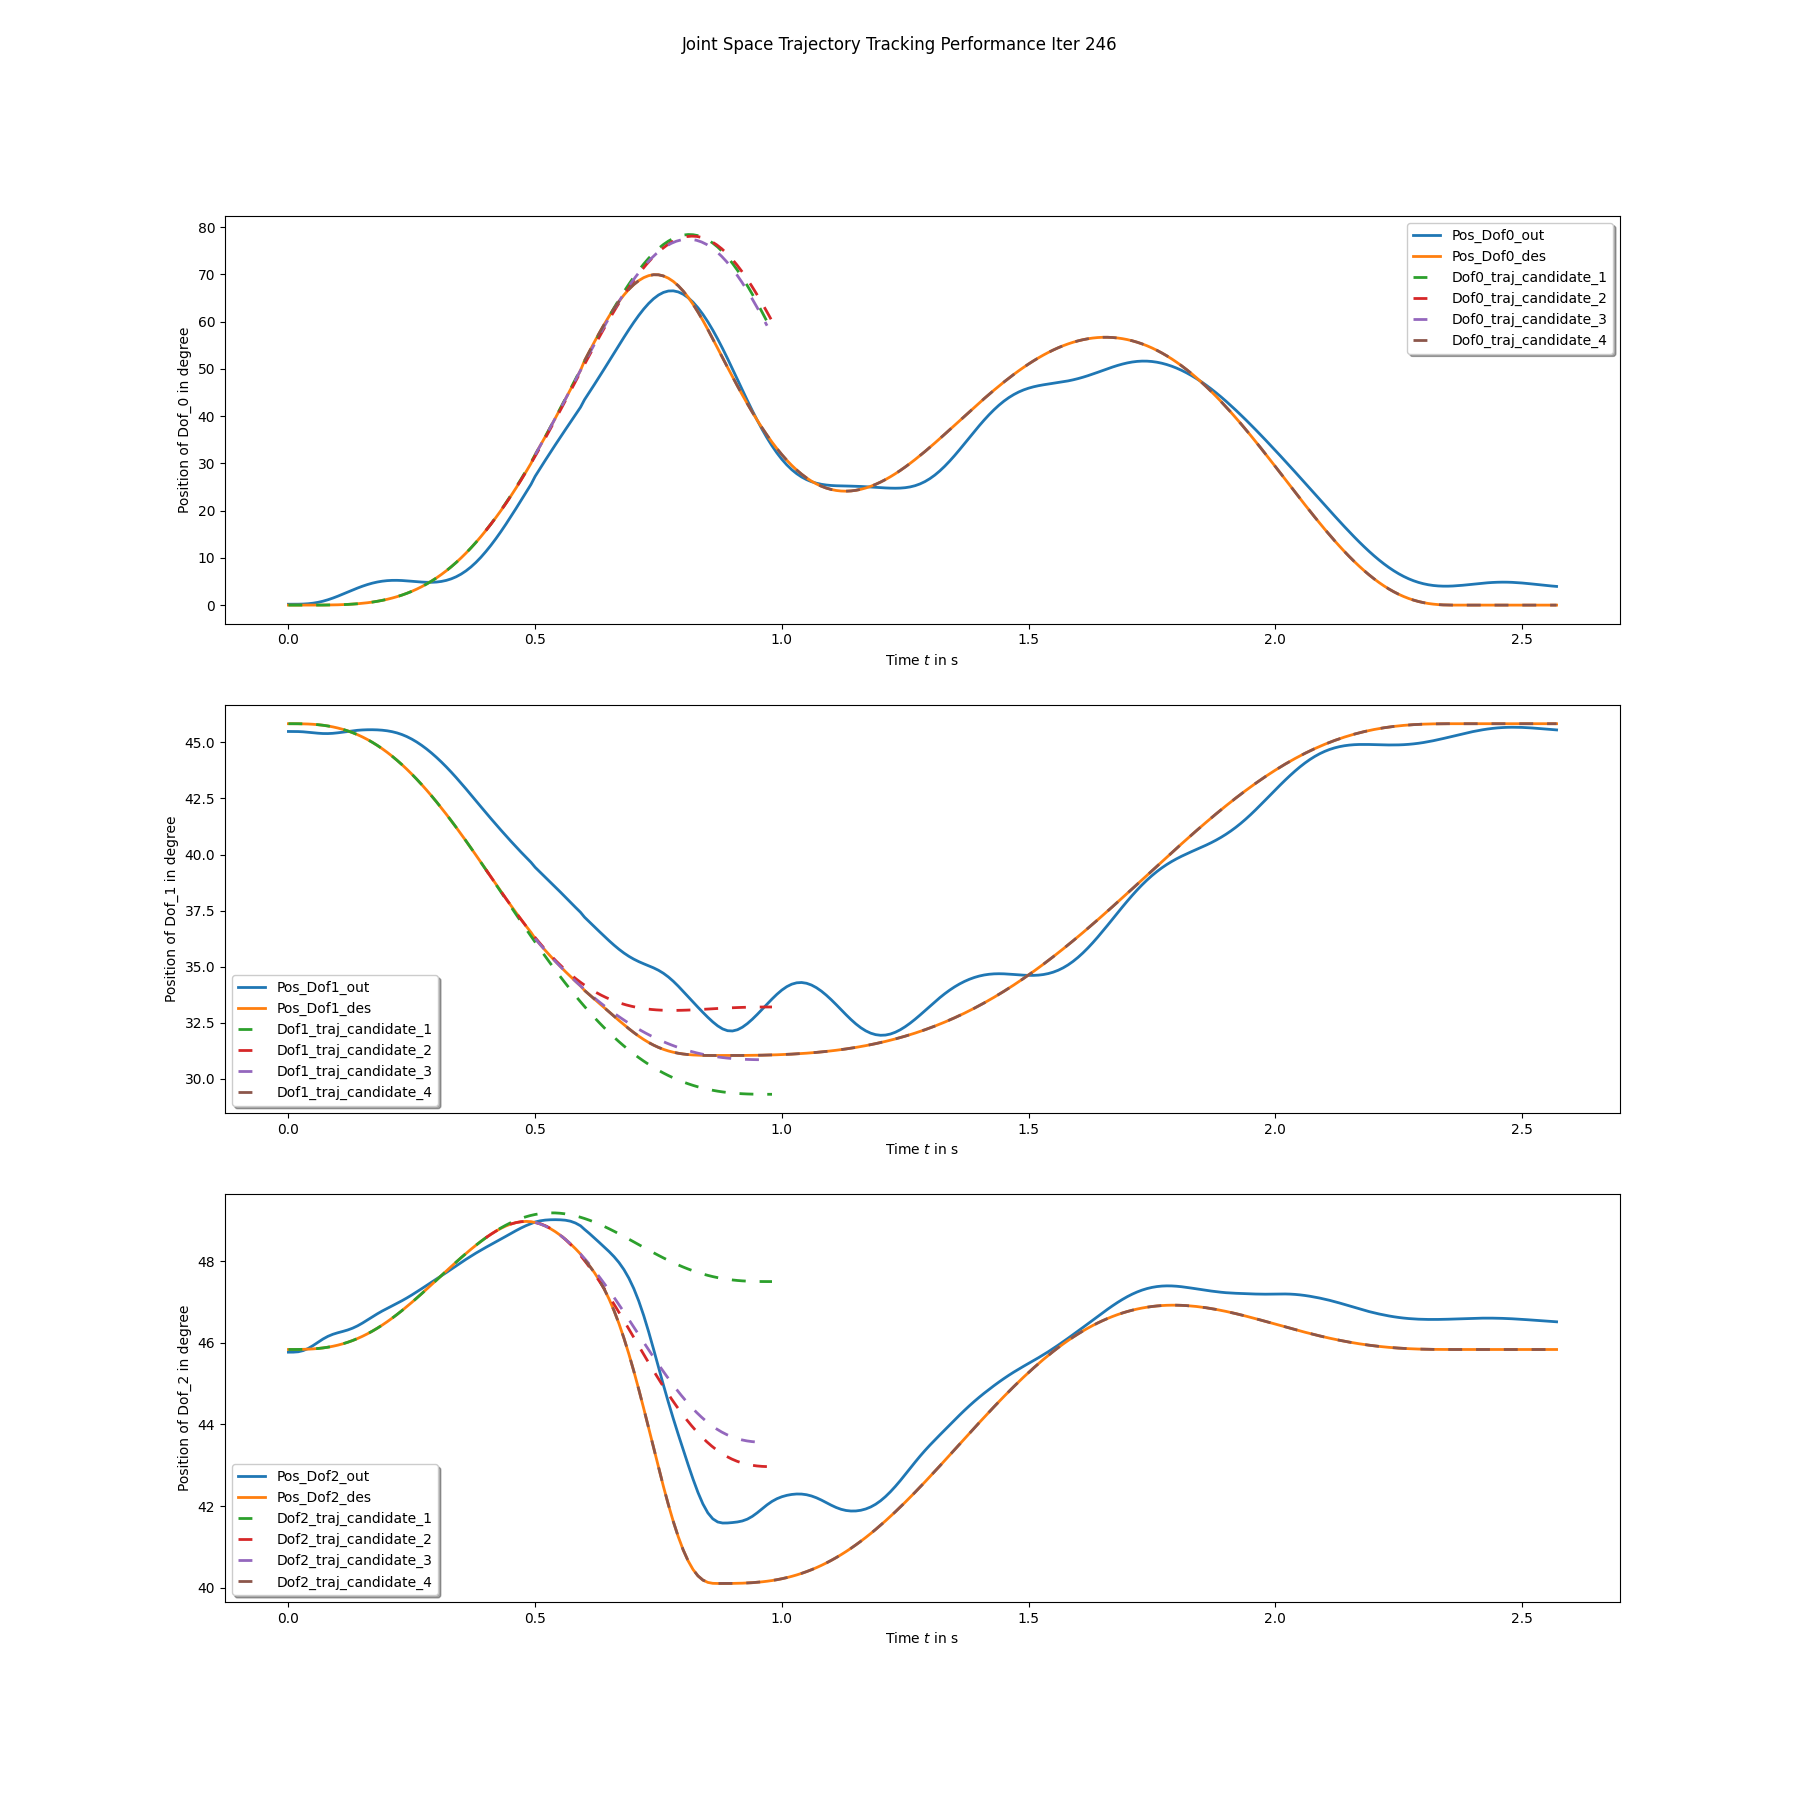 Joint Space Trajectory Tracking Performance Iter 246
80
70
60
50
40
30
20
10
0
Position of Dof_0 in degree
Pos_Dof0_out
Pos_Dof0_des
Dof0_traj_candidate_1
Dof0_traj_candidate_2
Dof0_traj_candidate_3
Dof0_traj_candidate_4
0.0 0.5 1.0 1.5 2.0 2.5
Time t in s
45.0
42.5
40.0
37.5
35.0
32.5
30.0
Position of Dof_1 in degree
Pos_Dof1_out
Pos_Dof1_des
Dof1_traj_candidate_1
Dof1_traj_candidate_2
Dof1_traj_candidate_3
Dof1_traj_candidate_4
0.0 0.5 1.0 1.5 2.0 2.5
Time t in s
48
46
44
42
40
Position of Dof_2 in degree
Pos_Dof2_out
Pos_Dof2_des
Dof2_traj_candidate_1
Dof2_traj_candidate_2
Dof2_traj_candidate_3
Dof2_traj_candidate_4
0.0 0.5 1.0 1.5 2.0 2.5
Time t in s